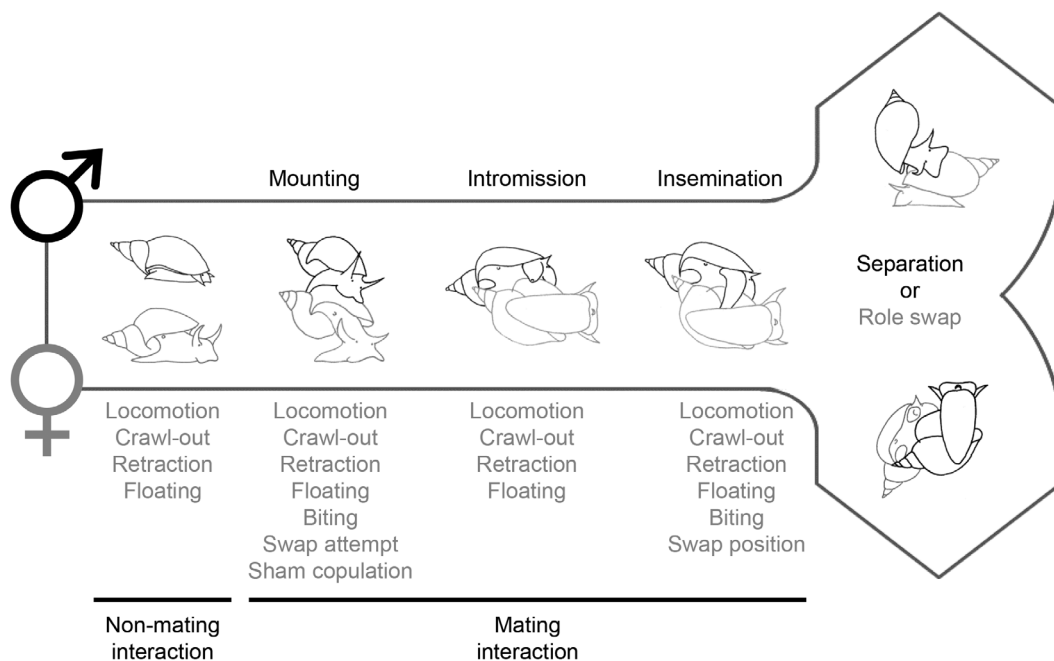 Mounting
Intromission
Insemination
Separation
or
Role swap
Locomotion
Crawl-out
Retraction
Floating
Locomotion
Crawl-out
Retraction
Floating
Biting
Swap attempt
Sham copulation
Locomotion
Crawl-out
Retraction
Floating
Locomotion
Crawl-out
Retraction
Floating
Biting
Swap position
Non-mating
interaction
Mating
interaction